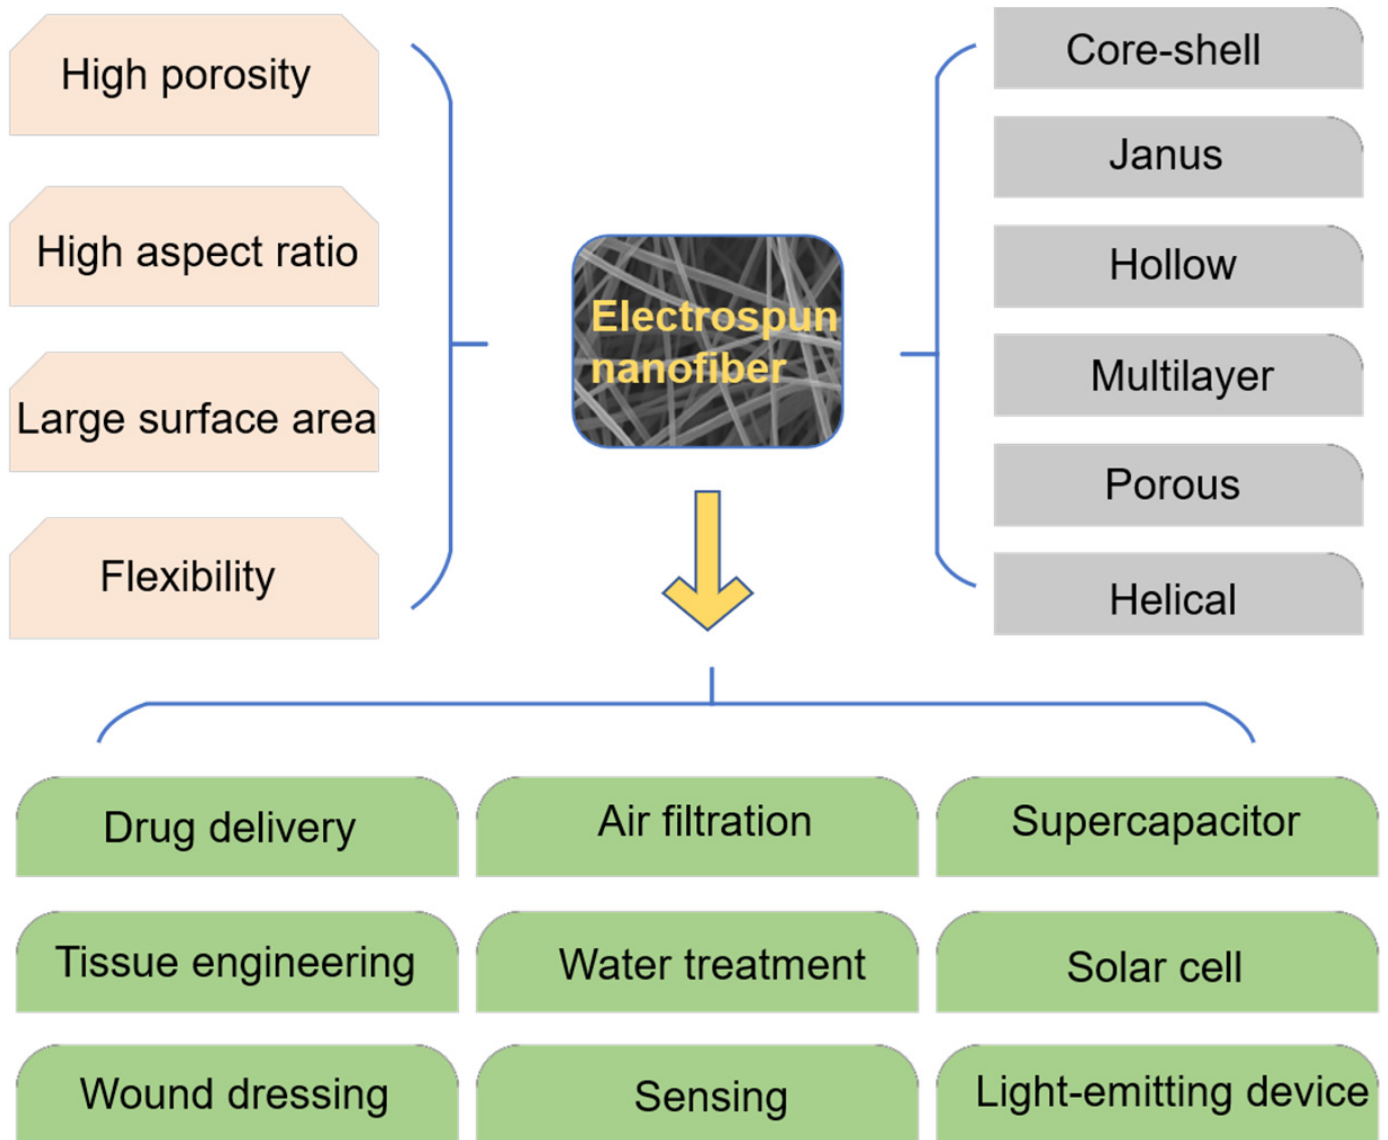 High porosity
High aspect ratio
Large surface area
Flexibility
Electrospun
nanofiber
Core-shell
Janus
Hollow
Multilayer
Porous
Helical
Drug delivery
Air filtration
Supercapacitor
Tissue engineering
Water treatment
Solar cell
Wound dressing
Sensing
Light-emitting device